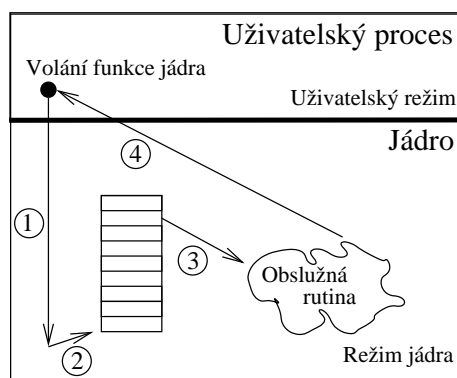 Uživatelský proces
Volání funkce jádra
Uživatelský režim
Jádro
4
1
3
Obslužná
rutina
2
Režim jádra